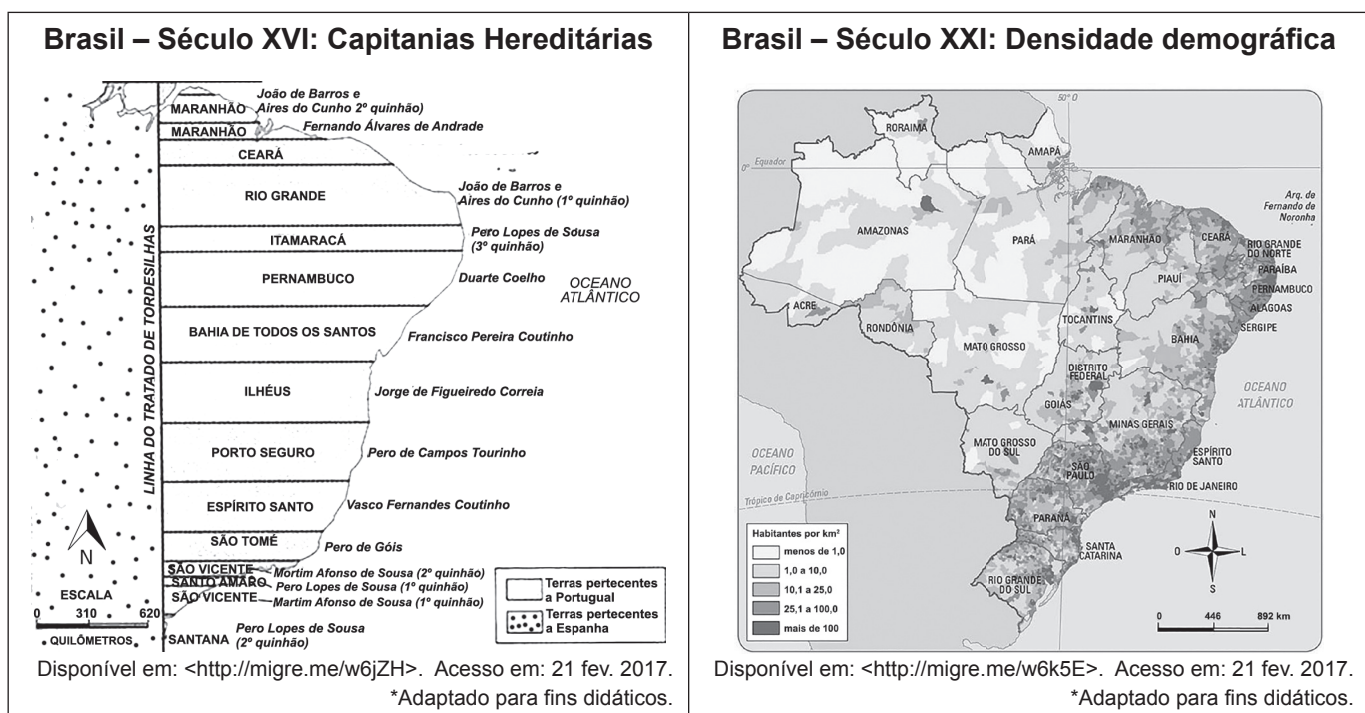 Brasil – Século XVI: Capitanias Hereditárias
João de Barros e
Aires do Cunho 2º quinhão)
MARANHÃO
MARANHÃO
Fernando Álvares de Andrade
CEARÁ
RIO GRANDE
João de Barros e
Aires do Cunho (1º quinhão)
ITAMARACÁ
Pero Lopes de Sousa
(3º quinhão)
PERNAMBUCO
Duarte Coelho
OCEANO
ATLÂNTICO
BAHIA DE TODOS OS SANTOS
Francisco Pereira Coutinho
ILHÉUS
Jorge de Figueiredo Correia
PORTO SEGURO
Pero de Campos Tourinho
ESPÍRITO SANTO
Vasco Fernandes Coutinho
SÃO TOMÉ
Pero de Góis
SÃO VICENTE
Mortim Afonso de Sousa (2º quinhão)
SANTO AMARO
Pero Lopes de Sousa (1º quinhão)
SÃO VICENTE
Martim Afonso de Sousa (1º quinhão)
SANTANA
Pero Lopes de Sousa
(2º quinhão)
LINHA DO TRATADO DE TORDESILHAS
N
ESCALA
0 310 620
QUILÔMETROS
Terras pertecentes
a Portugual
Terras pertecentes
a Espanha
Disponível em: <http://migre.me/w6jZH>. Acesso em: 21 fev. 2017.
*Adaptado para fins didáticos.
Brasil – Século XXI: Densidade demográfica
50° O
RORAIMA
AMAPÁ
Equador
0°
Arq. de
Fernando de
Noronha
AMAZONAS
PARÁ
MARANHÃO
CEARÁ
RIO GRANDE
DO NORTE
PARAÍBA
PIAUÍ
PERNAMBUCO
ACRE
ALAGOAS
SERGIPE
RONDÔNIA
TOCANTINS
BAHIA
MATO GROSSO
DISTRITO
FEDERAL
GOIÁS
OCEANO
ATLÂNTICO
MINAS GERAIS
MATO GROSSO
DO SUL
ESPÍRITO
SANTO
OCEANO
PACÍFICO
SÃO
PAULO
RIO DE JANEIRO
Trópico de Capricórnio
PARANÁ
SANTA
CATARINA
RIO GRANDE
DO SUL
Habitantes por km²
menos de 1,0
1,0 a 10,0
10,1 a 25,0
25,1 a 100,0
mais de 100
N
O
L
S
0 446 892 km
Disponível em: <http://migre.me/w6k5E>. Acesso em: 21 fev. 2017.
*Adaptado para fins didáticos.